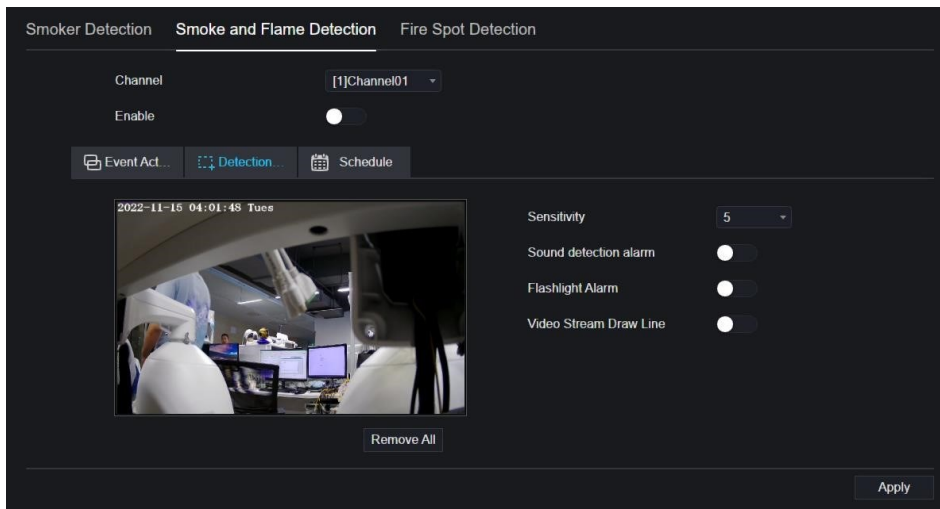 Smoker Detection Smoke and Flame Detection Fire Spot Detection
Channel [1]Channel01
Enable
Event Act... Detection... Schedule
2022-11-15 04:01:48 Tues
Sensitivity 5
Sound detection alarm
Flashlight Alarm
Video Stream Draw Line
Remove All
Apply